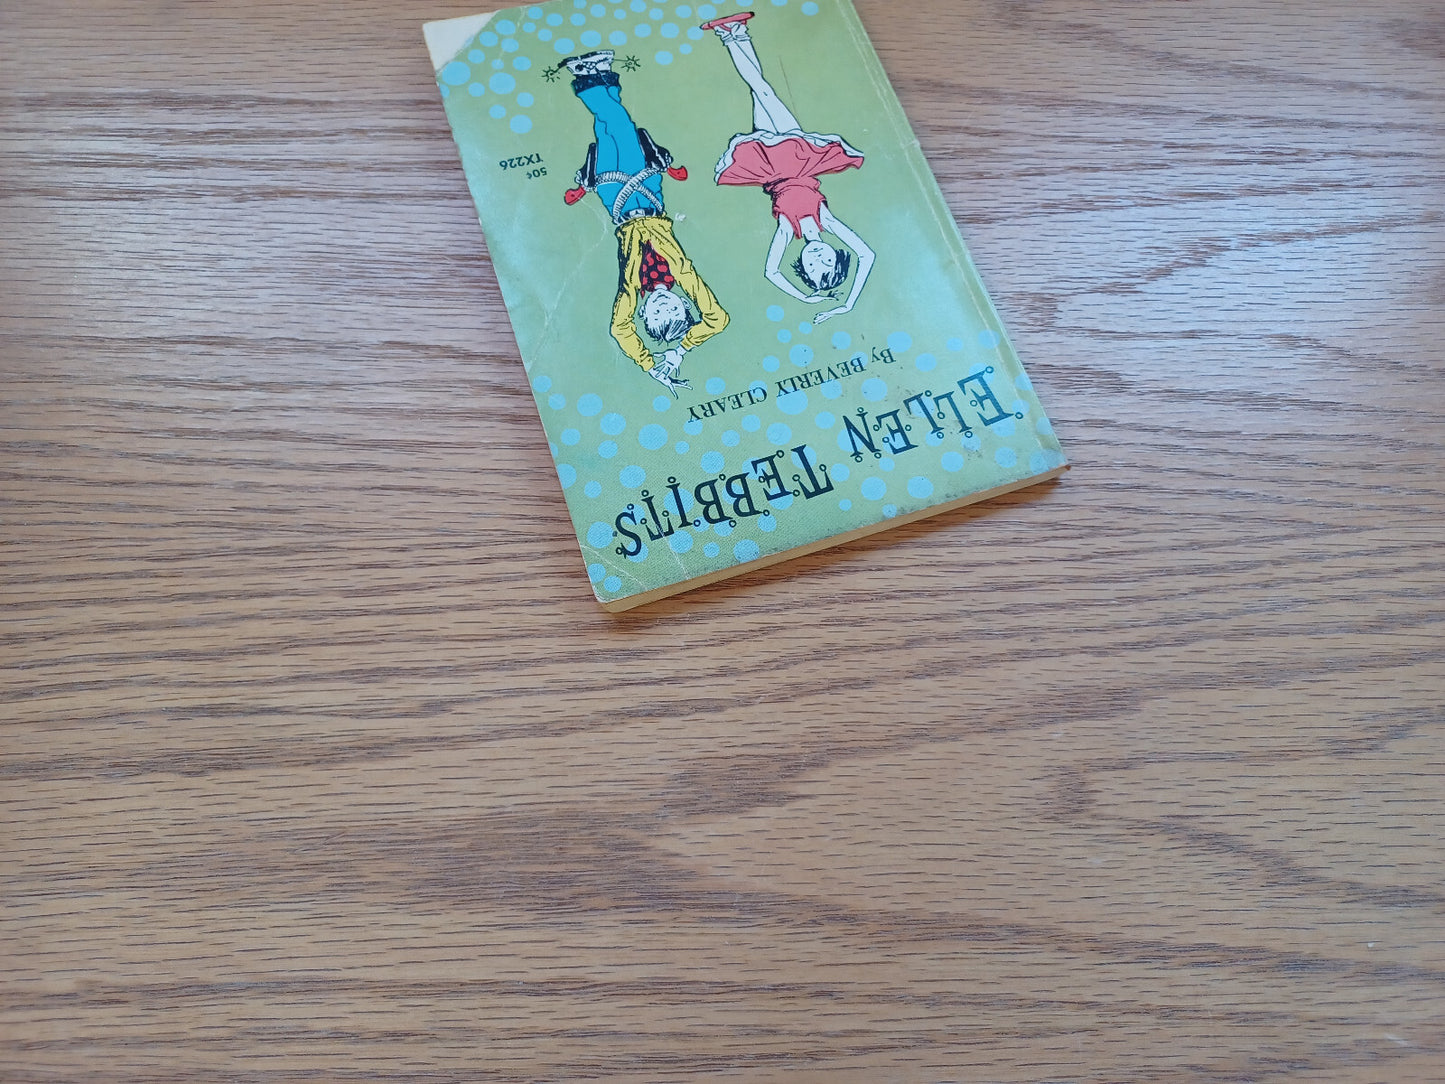 ELLEN TEBBITS
By BEVERLY CLEARY
50¢
TX226